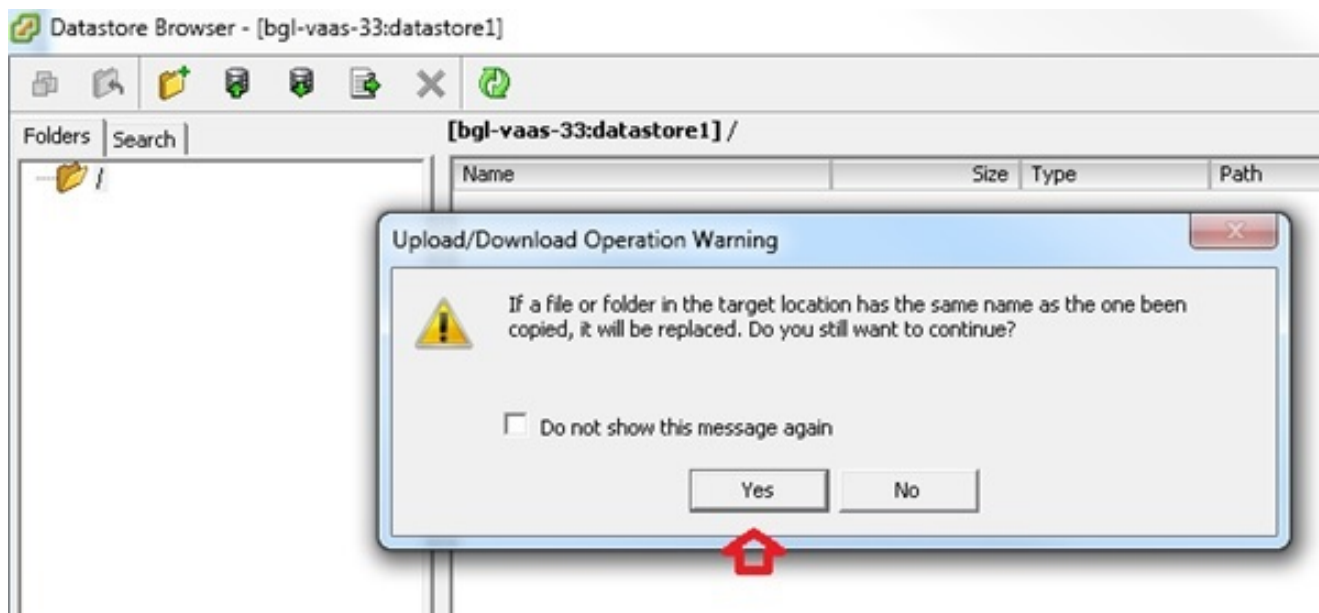 Datastore Browser - [bgl-vaas-33:datastore1]
Folders Search
[bgl-vaas-33:datastore1] /
/
Name Size Type Path
Upload/Download Operation Warning
If a file or folder in the target location has the same name as the one been
copied, it will be replaced. Do you still want to continue?
Do not show this message again
Yes No